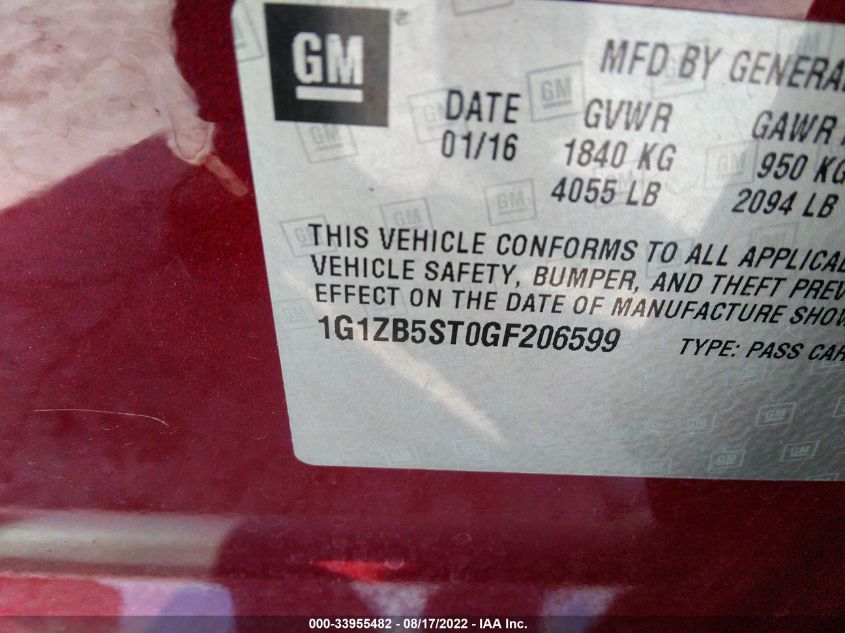 GM
MFD BY GENERAL
DATE GVWR GAWR
01/16 1840 KG 950 KG
4055 LB 2094 LB
THIS VEHICLE CONFORMS TO ALL APPLICA
VEHICLE SAFETY, BUMPER, AND THEFT PREV
EFFECT ON THE DATE OF MANUFACTURE SHOW
1G1ZB5ST0GF206599 TYPE: PASS CAR
000-33955482 - 08/17/2022 - IAA Inc.